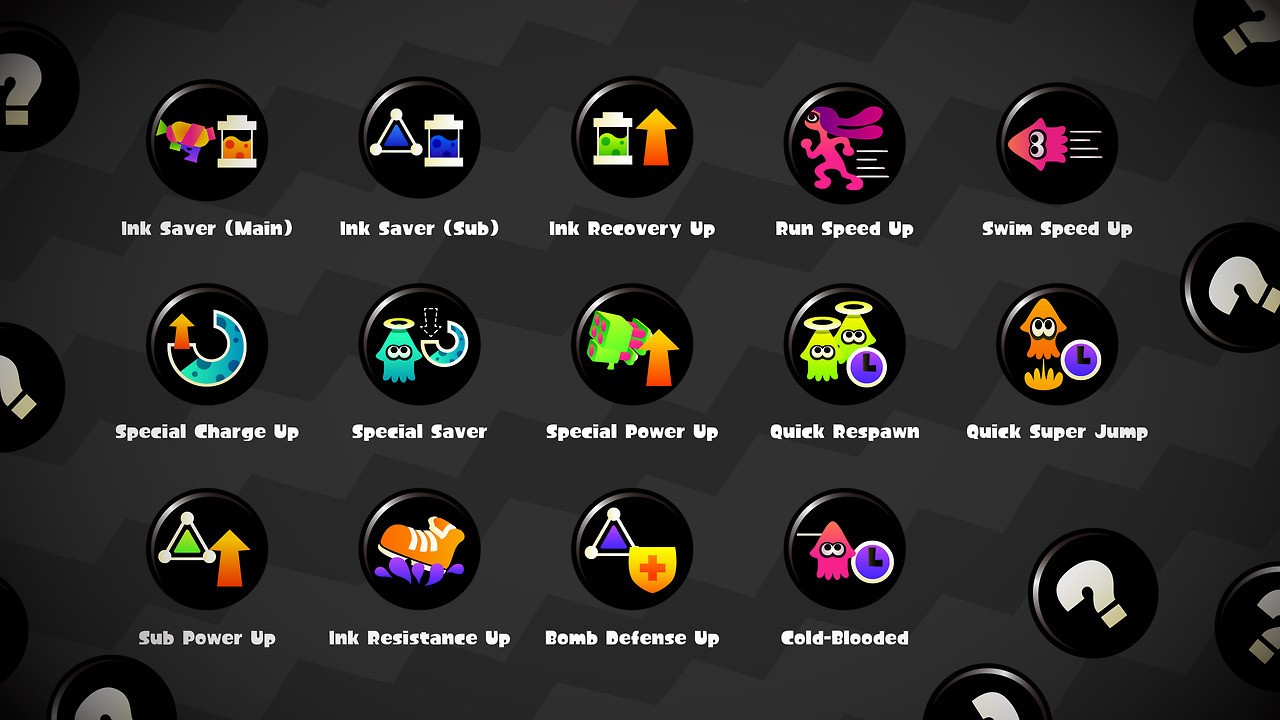 Ink Saver (Main)
Ink Saver (Sub)
Ink Recovery Up
Run Speed Up
Swim Speed Up
Special Charge Up
Special Saver
Special Power Up
Quick Respawn
Quick Super Jump
Sub Power Up
Ink Resistance Up
Bomb Defense Up
Cold-Blooded